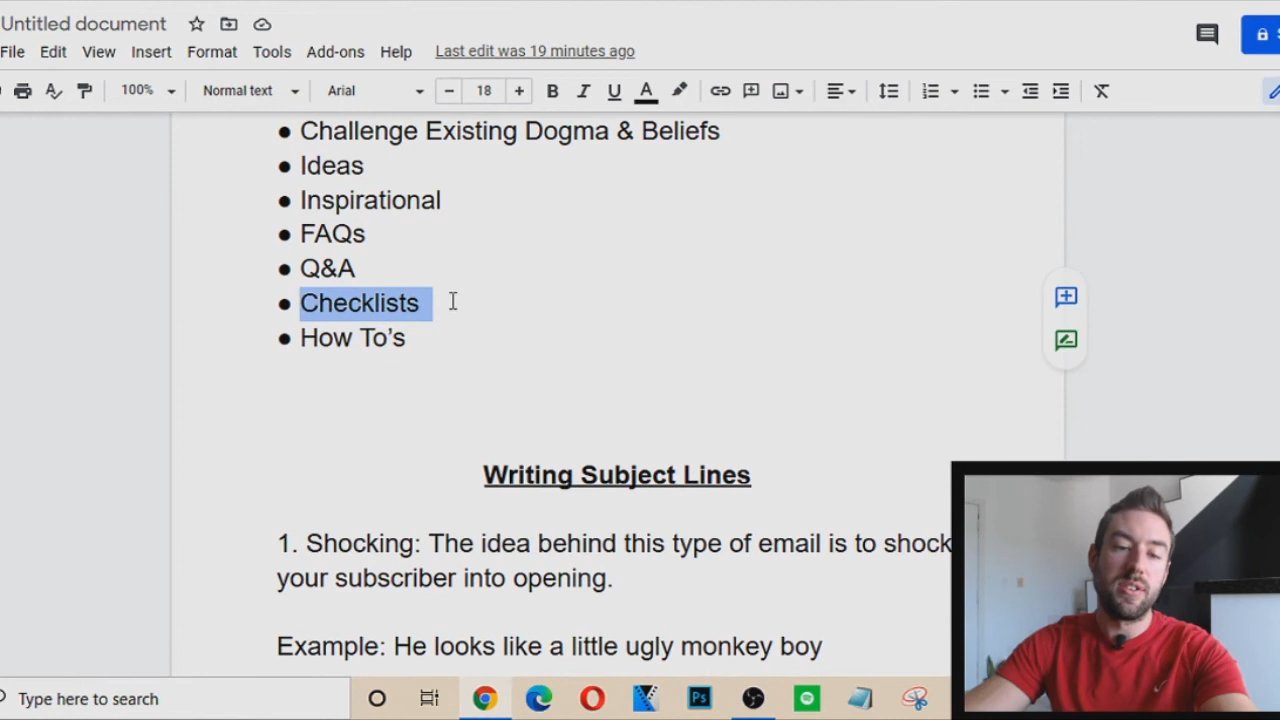 Untitled document
File Edit View Insert Format Tools Add-ons Help Last edit was 19 minutes ago
100% Normal text Arial 18 B I U A
● Challenge Existing Dogma & Beliefs
● Ideas
● Inspirational
● FAQs
● Q&A
● Checklists
● How To’s
Writing Subject Lines
1. Shocking: The idea behind this type of email is to shock
your subscriber into opening.
Example: He looks like a little ugly monkey boy
Type here to search
Ps